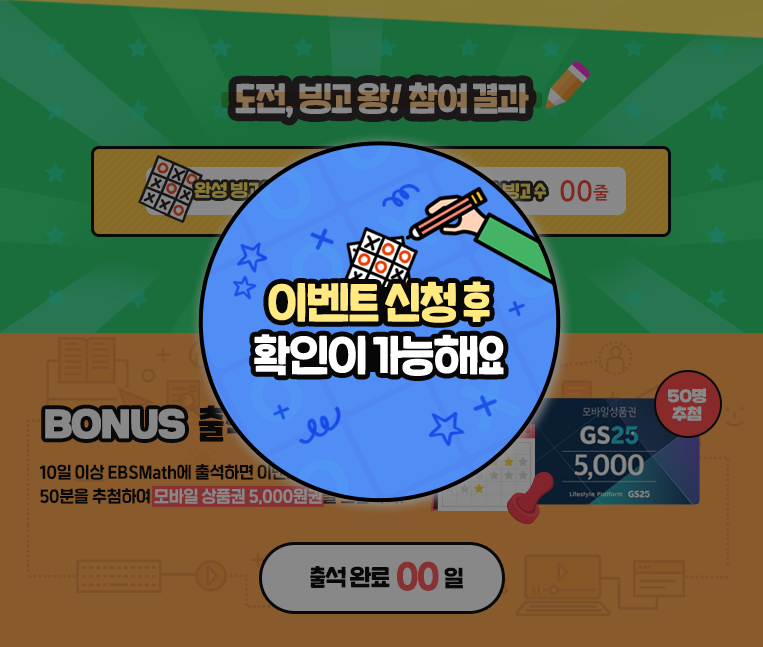 도전, 빙고 왕! 참여 결과
완성 빙고
빙고 수 00줄
이벤트 신청 후
확인이 가능해요
BONUS 출
50명
추첨
모바일상품권
GS25
5,000
Lifestyle Platform GS25
10일 이상 EBSMath에 출석하면
50분을 추첨하여 모바일 상품권 5,000원권을
출석 완료 00 일